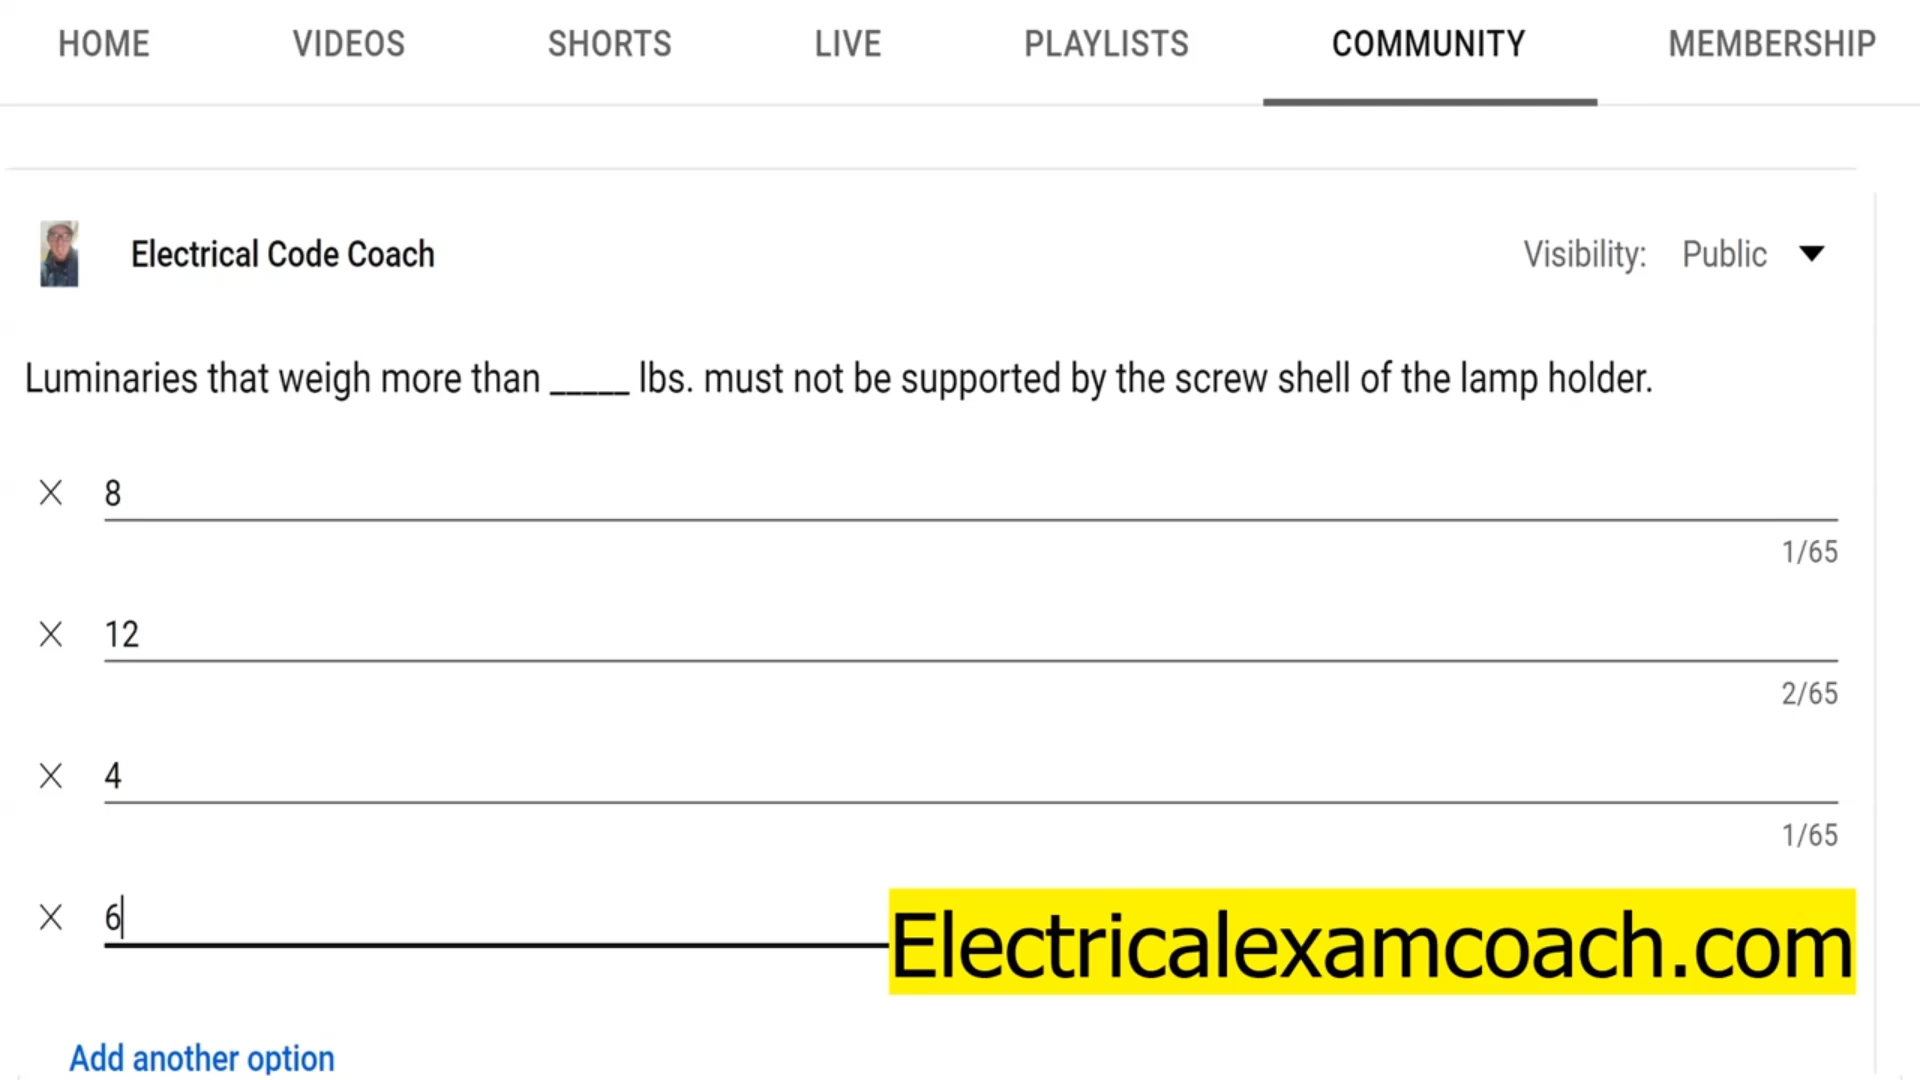 HOME VIDEOS SHORTS LIVE PLAYLISTS COMMUNITY MEMBERSHIP
Electrical Code Coach Visibility: Public
Luminaries that weigh more than _____ lbs. must not be supported by the screw shell of the lamp holder.
8
1/65
12
2/65
4
1/65
6
Electricalexamcoach.com
Add another option